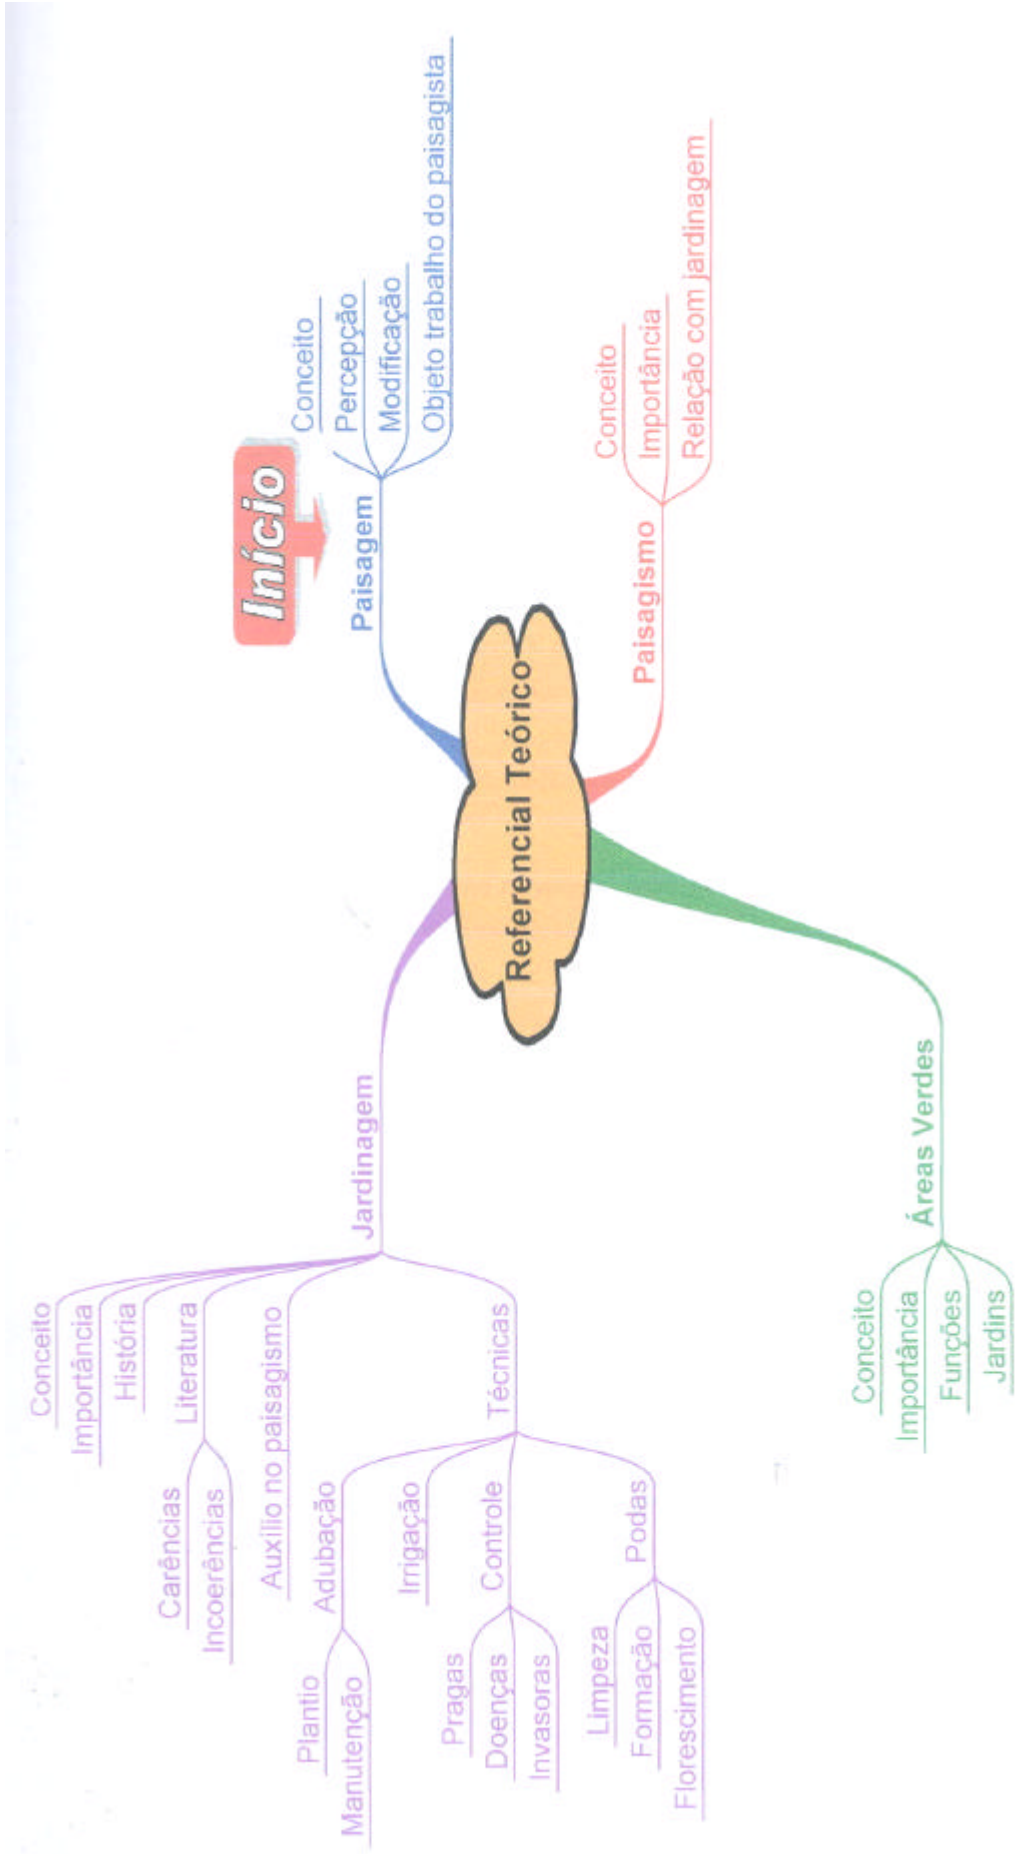 Início
Referencial Teórico
Paisagem
Conceito
Percepção
Modificação
Objeto trabalho do paisagista
Paisagismo
Conceito
Importância
Relação com jardinagem
Áreas Verdes
Conceito
Importância
Funções
Jardins
Jardinagem
Conceito
Importância
História
Literatura
Carências
Incoerências
Auxílio no paisagismo
Técnicas
Adubação
Plantio
Manutenção
Irrigação
Controle
Pragas
Doenças
Invasoras
Podas
Limpeza
Formação
Florescimento